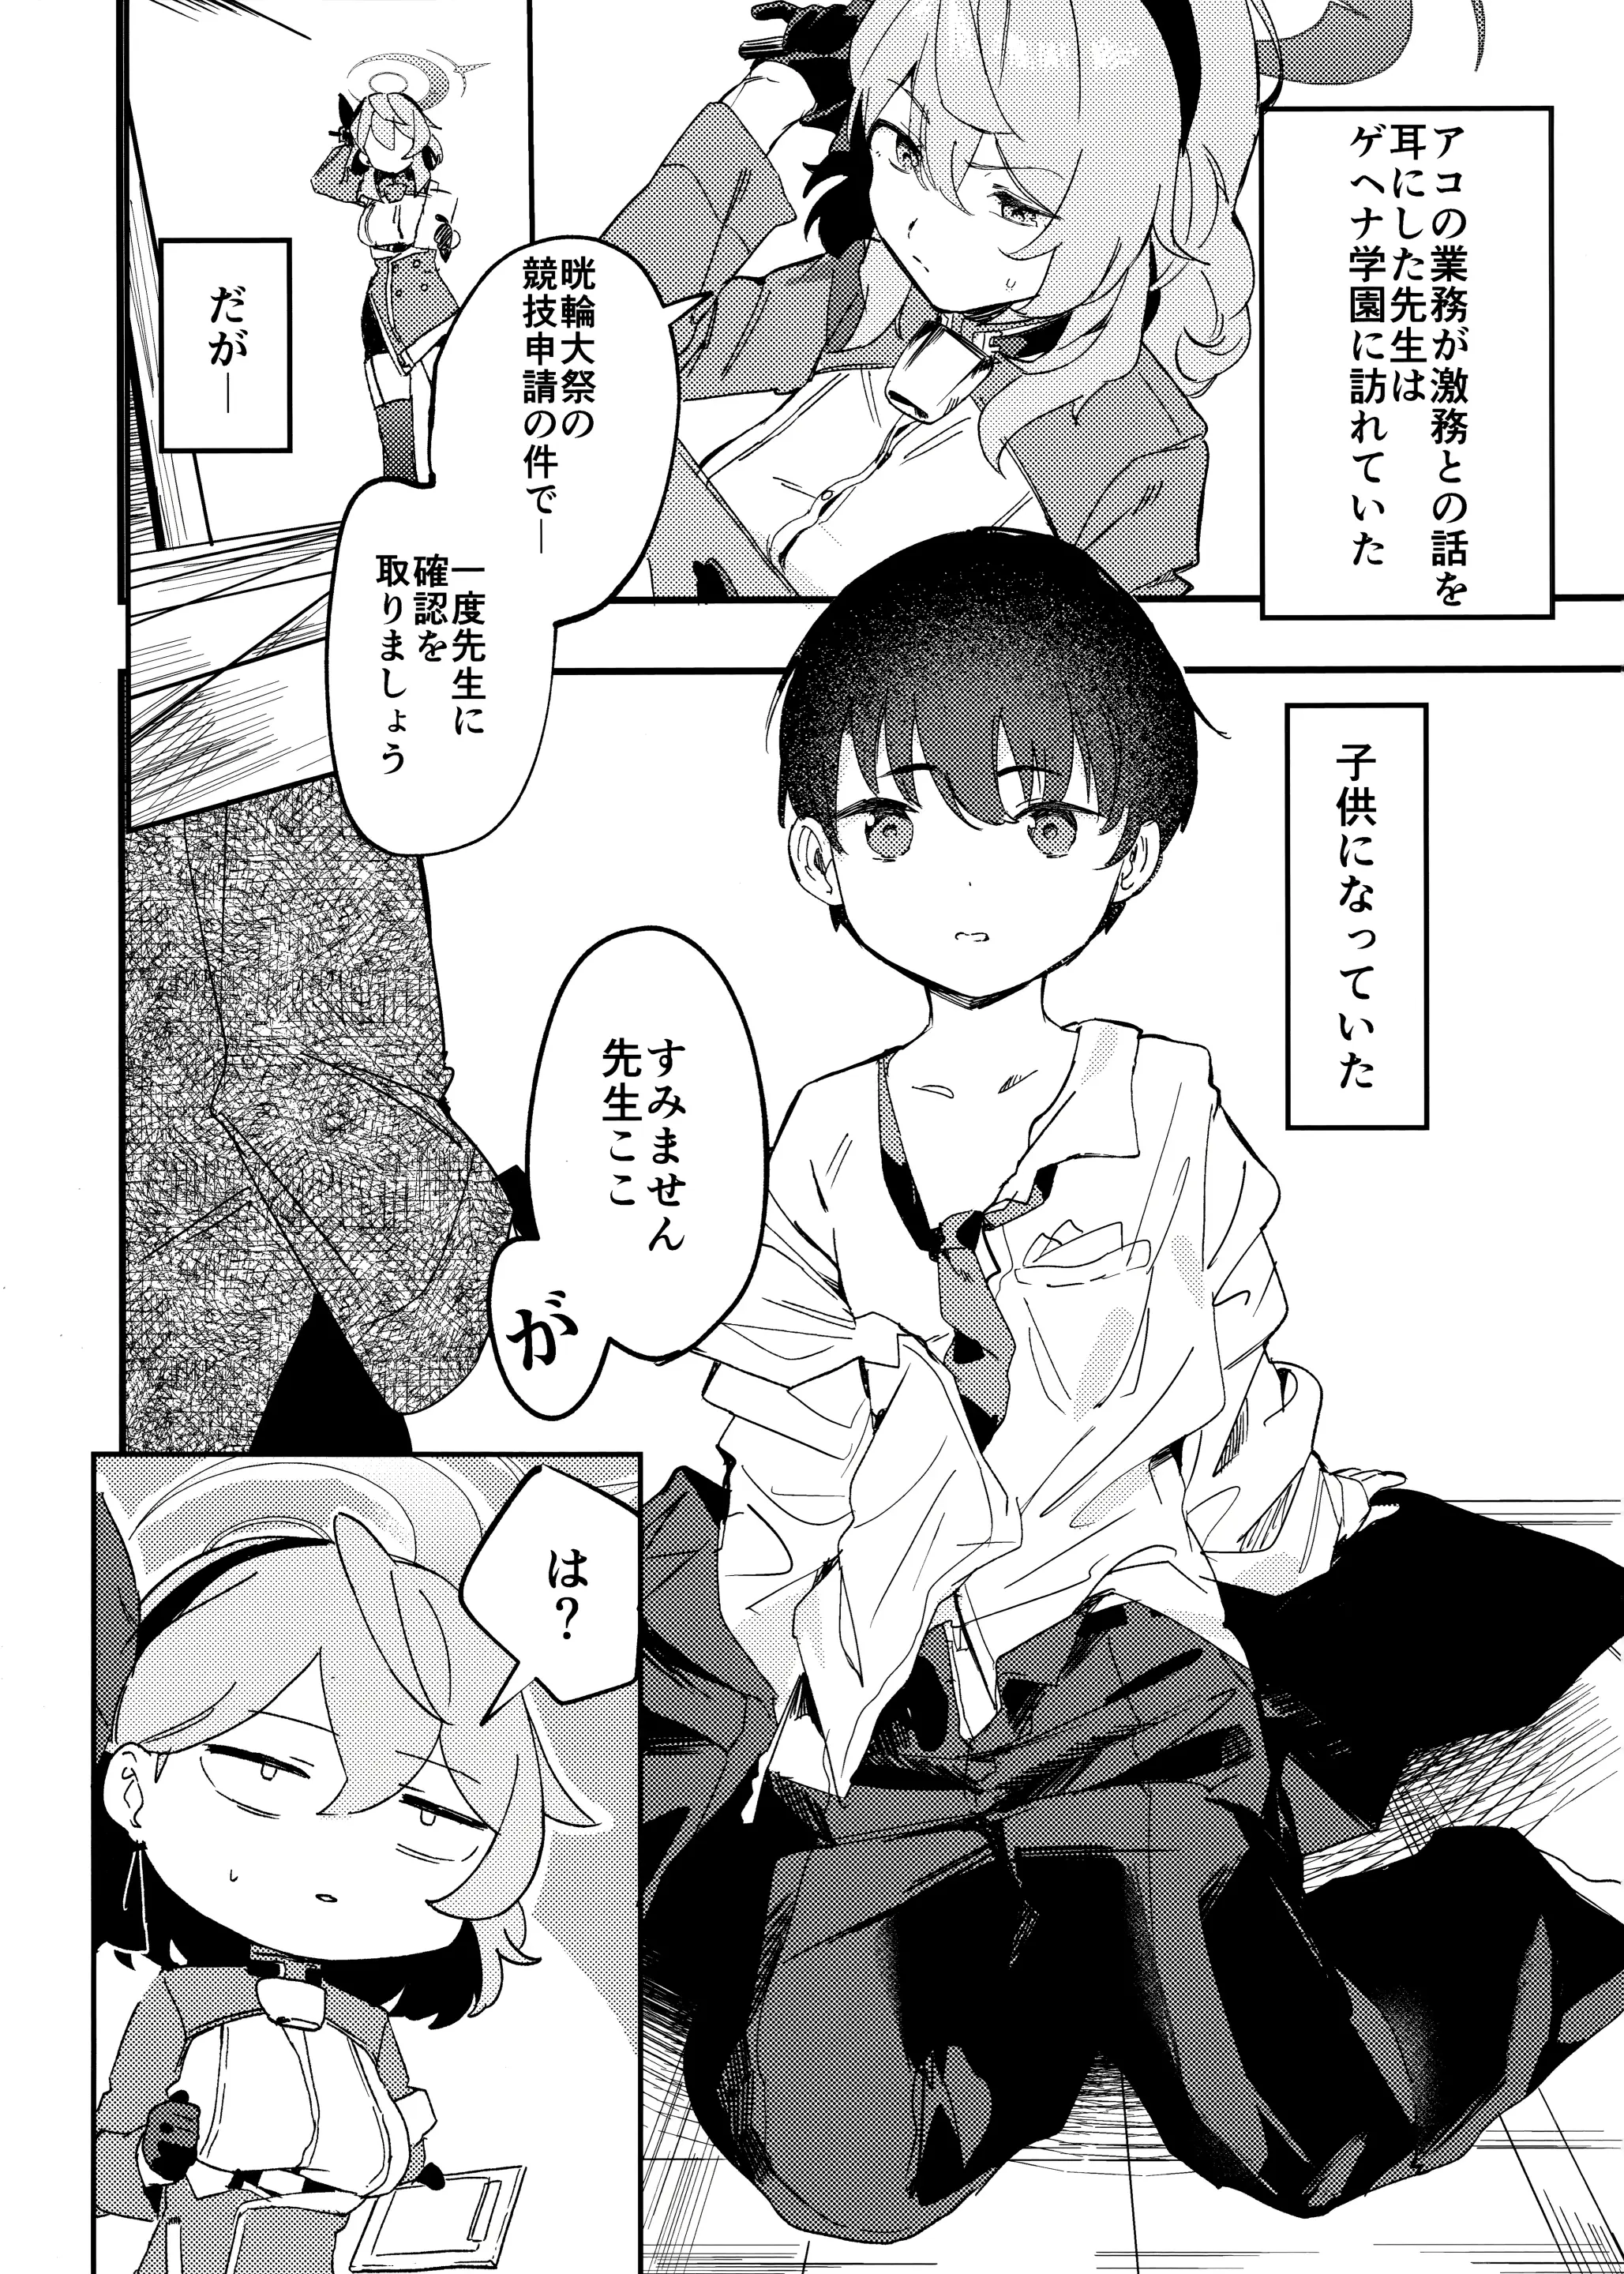 アコの業務が激務との話を
耳にした先生は
ゲヘナ学園に訪れていた
晄輪大祭の
競技申請の件で―
一度先生に
確認を
取りましょう
だが―
子供になっていた
すみません
先生ここ
が
は?